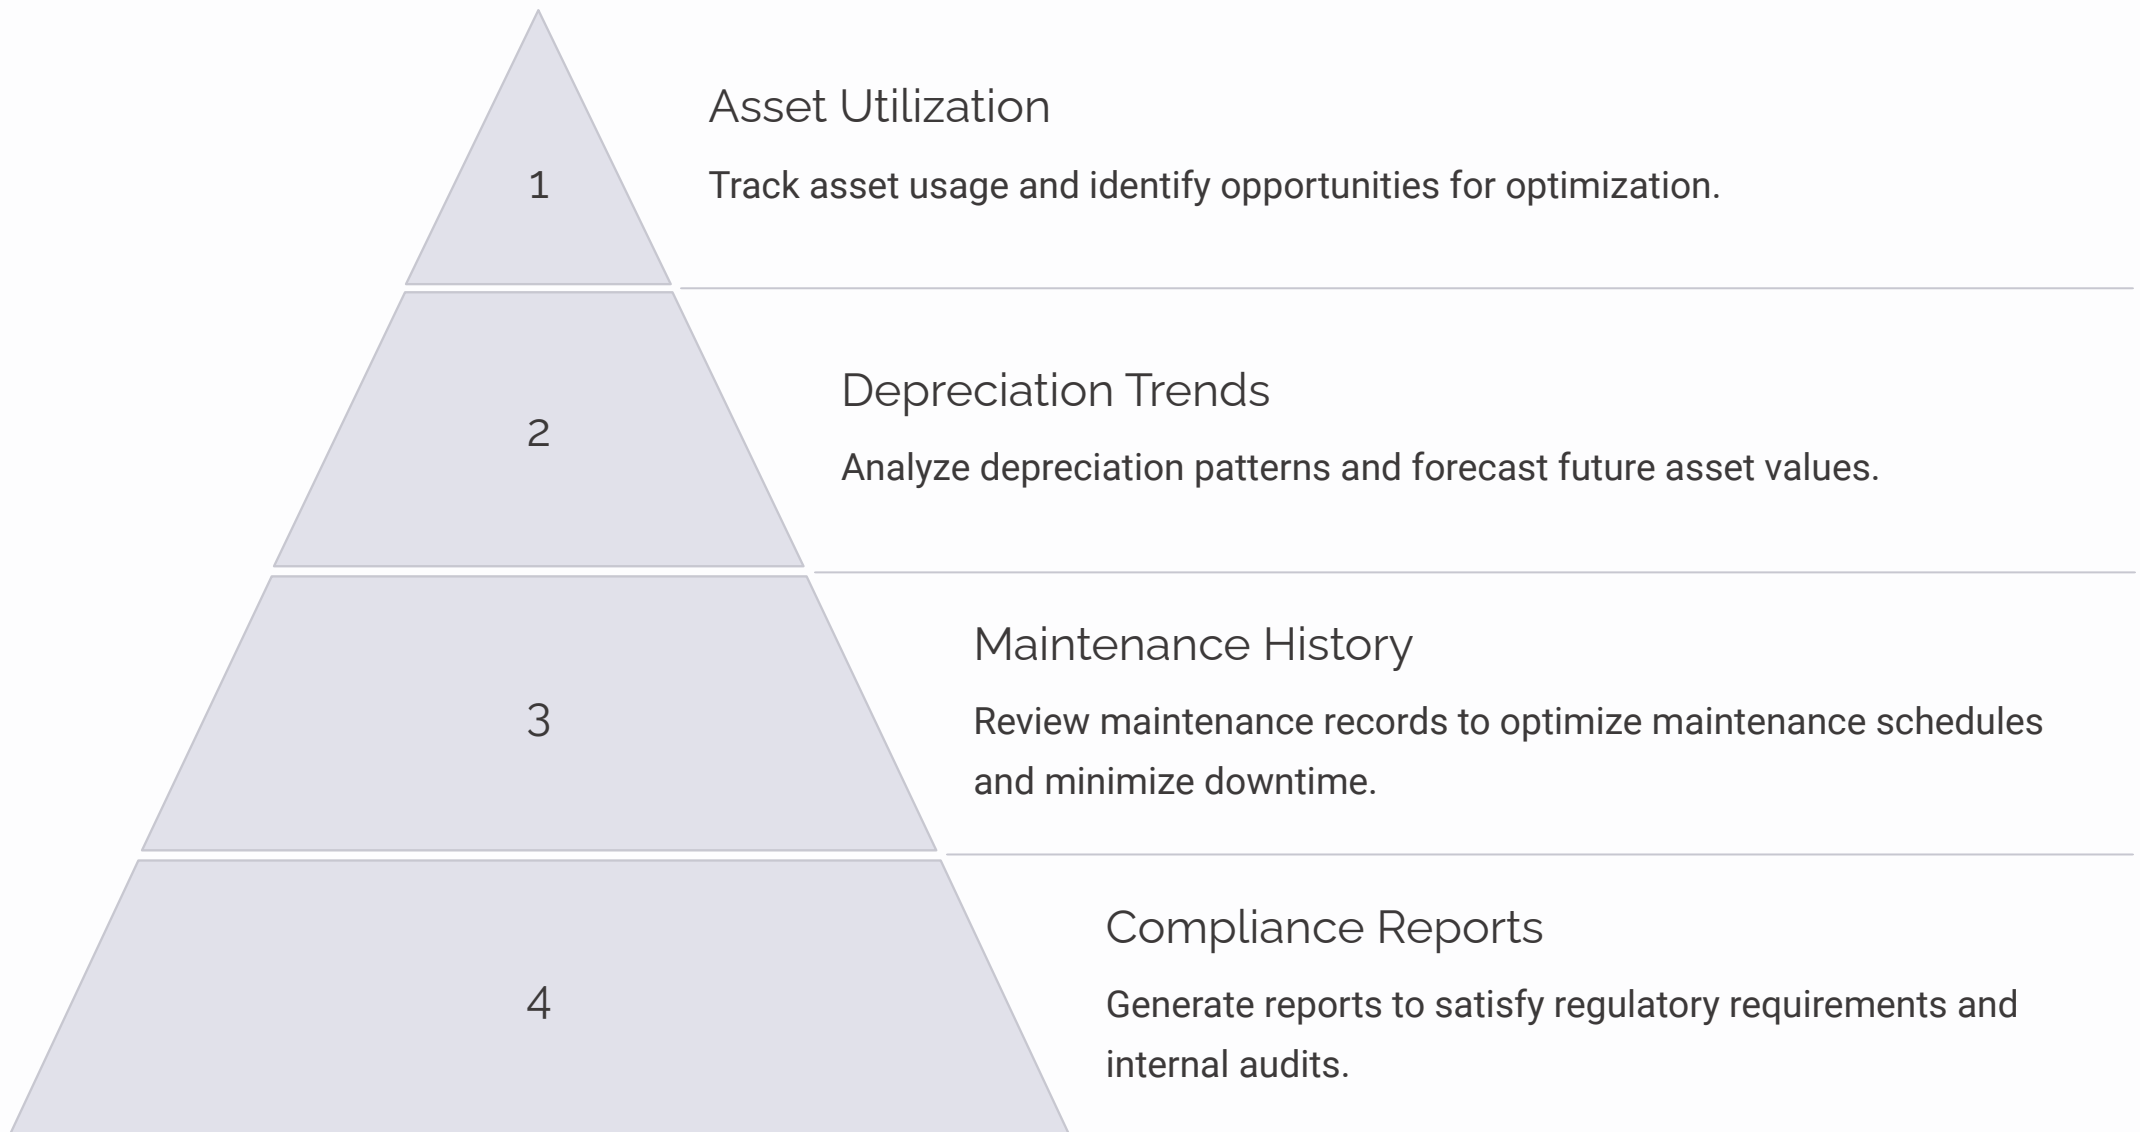 Asset Utilization
1
Track asset usage and identify opportunities for optimization.
Depreciation Trends
2
Analyze depreciation patterns and forecast future asset values.
Maintenance History
3
Review maintenance records to optimize maintenance schedules
and minimize downtime.
Compliance Reports
4
Generate reports to satisfy regulatory requirements and
internal audits.